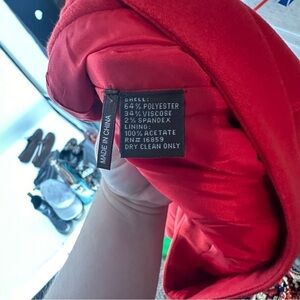 SHELL:
64% POLYESTER
34% VISCOSE
2% SPANDEX
LINING:
100% ACETATE
RN# 16859
DRY CLEAN ONLY
MADE IN CHINA